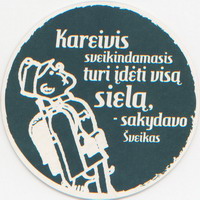 Kareivis
sveikindamasis
turi įdėti visą
sielą,
- sakydavo
Šveikas